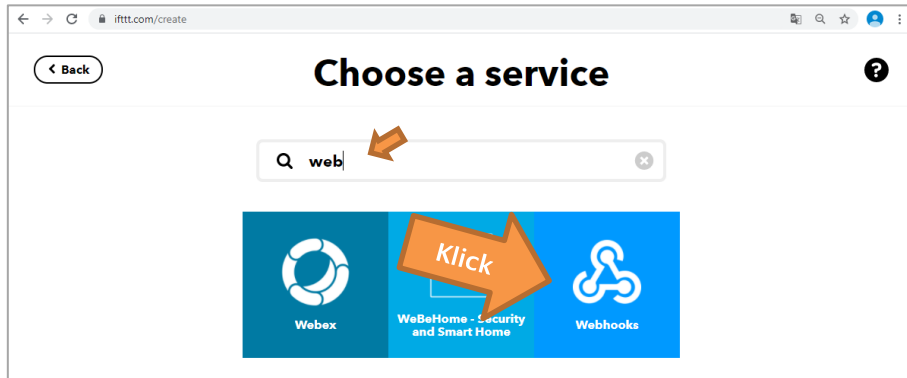 ifttt.com/create
Back
Choose a service
?
web
Klick
Webex
WeBeHome - Security
and Smart Home
Webhooks